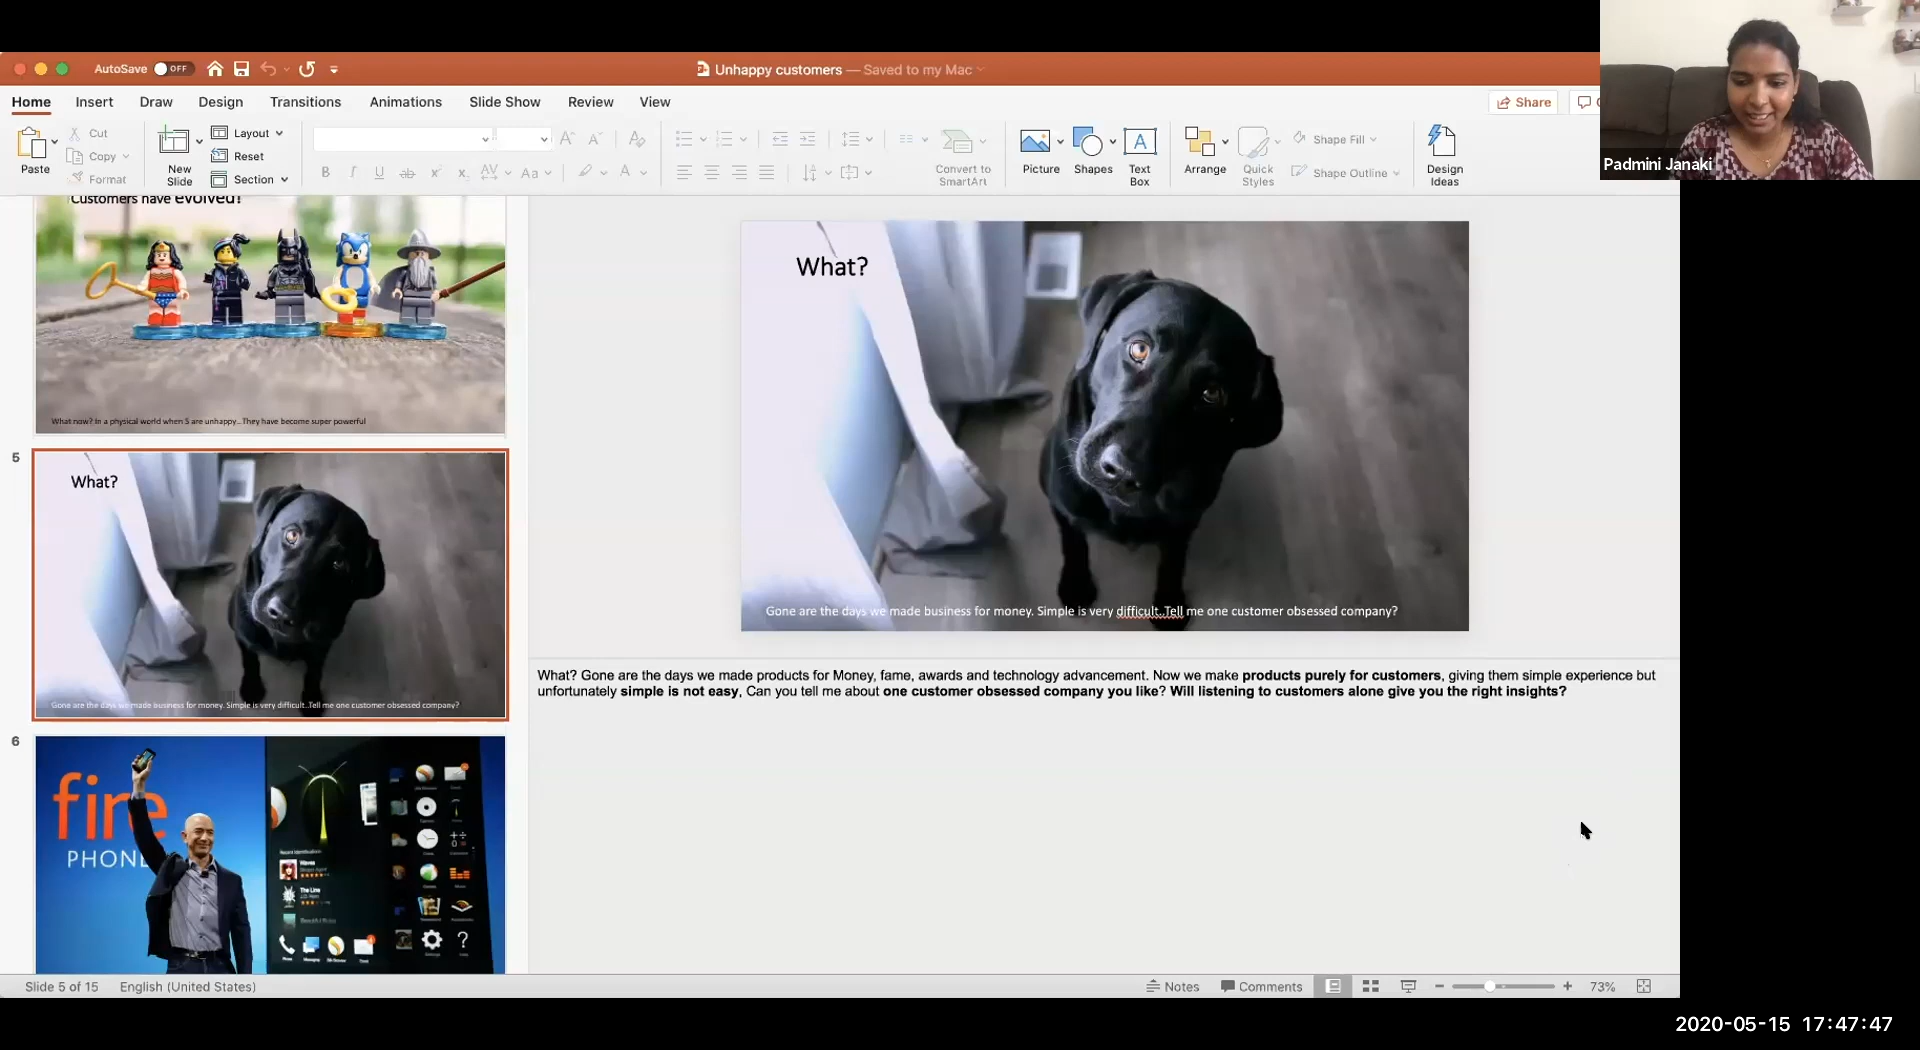 AutoSave OFF
Unhappy customers — Saved to my Mac
Home Insert Draw Design Transitions Animations Slide Show Review View
Share
Paste
Cut
Copy
Format
New Slide
Layout
Reset
Section
Convert to SmartArt
Picture
Shapes
Text Box
Arrange
Quick Styles
Shape Fill
Shape Outline
Design Ideas
Padmini Janaki
Customers have evolved!
What now? In a physical world when S are unhappy...They have become super powerful
5
What?
Gone are the days we made business for money. Simple is very difficult..Tell me one customer obsessed company?
6
fire
PHONE
What?
Gone are the days we made business for money. Simple is very difficult..Tell me one customer obsessed company?
What? Gone are the days we made products for Money, fame, awards and technology advancement. Now we make products purely for customers, giving them simple experience but
unfortunately simple is not easy, Can you tell me about one customer obsessed company you like? Will listening to customers alone give you the right insights?
Slide 5 of 15 English (United States)
Notes Comments 73%
2020-05-15 17:47:47